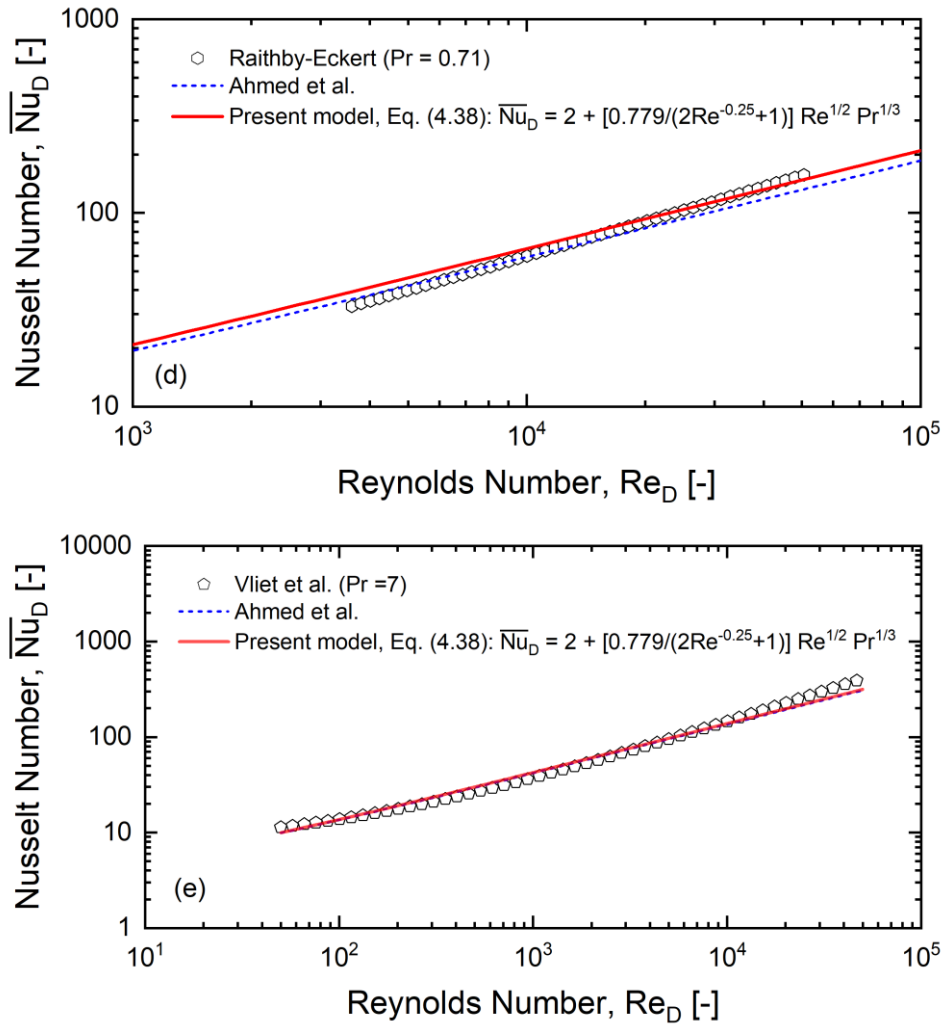 1000
Raithby-Eckert (Pr = 0.71)
Ahmed et al.
Present model, Eq. (4.38): N̅u̅_D = 2 + [0.779/(2Re^-0.25+1)] Re^1/2 Pr^1/3
Nusselt Number, N̅u̅_D [-]
100
(d)
10
10^3
10^4
10^5
Reynolds Number, Re_D [-]
10000
Vliet et al. (Pr =7)
Ahmed et al.
Present model, Eq. (4.38): N̅u̅_D = 2 + [0.779/(2Re^-0.25+1)] Re^1/2 Pr^1/3
Nusselt Number, N̅u̅_D [-]
1000
100
10
(e)
1
10^1
10^2
10^3
10^4
10^5
Reynolds Number, Re_D [-]